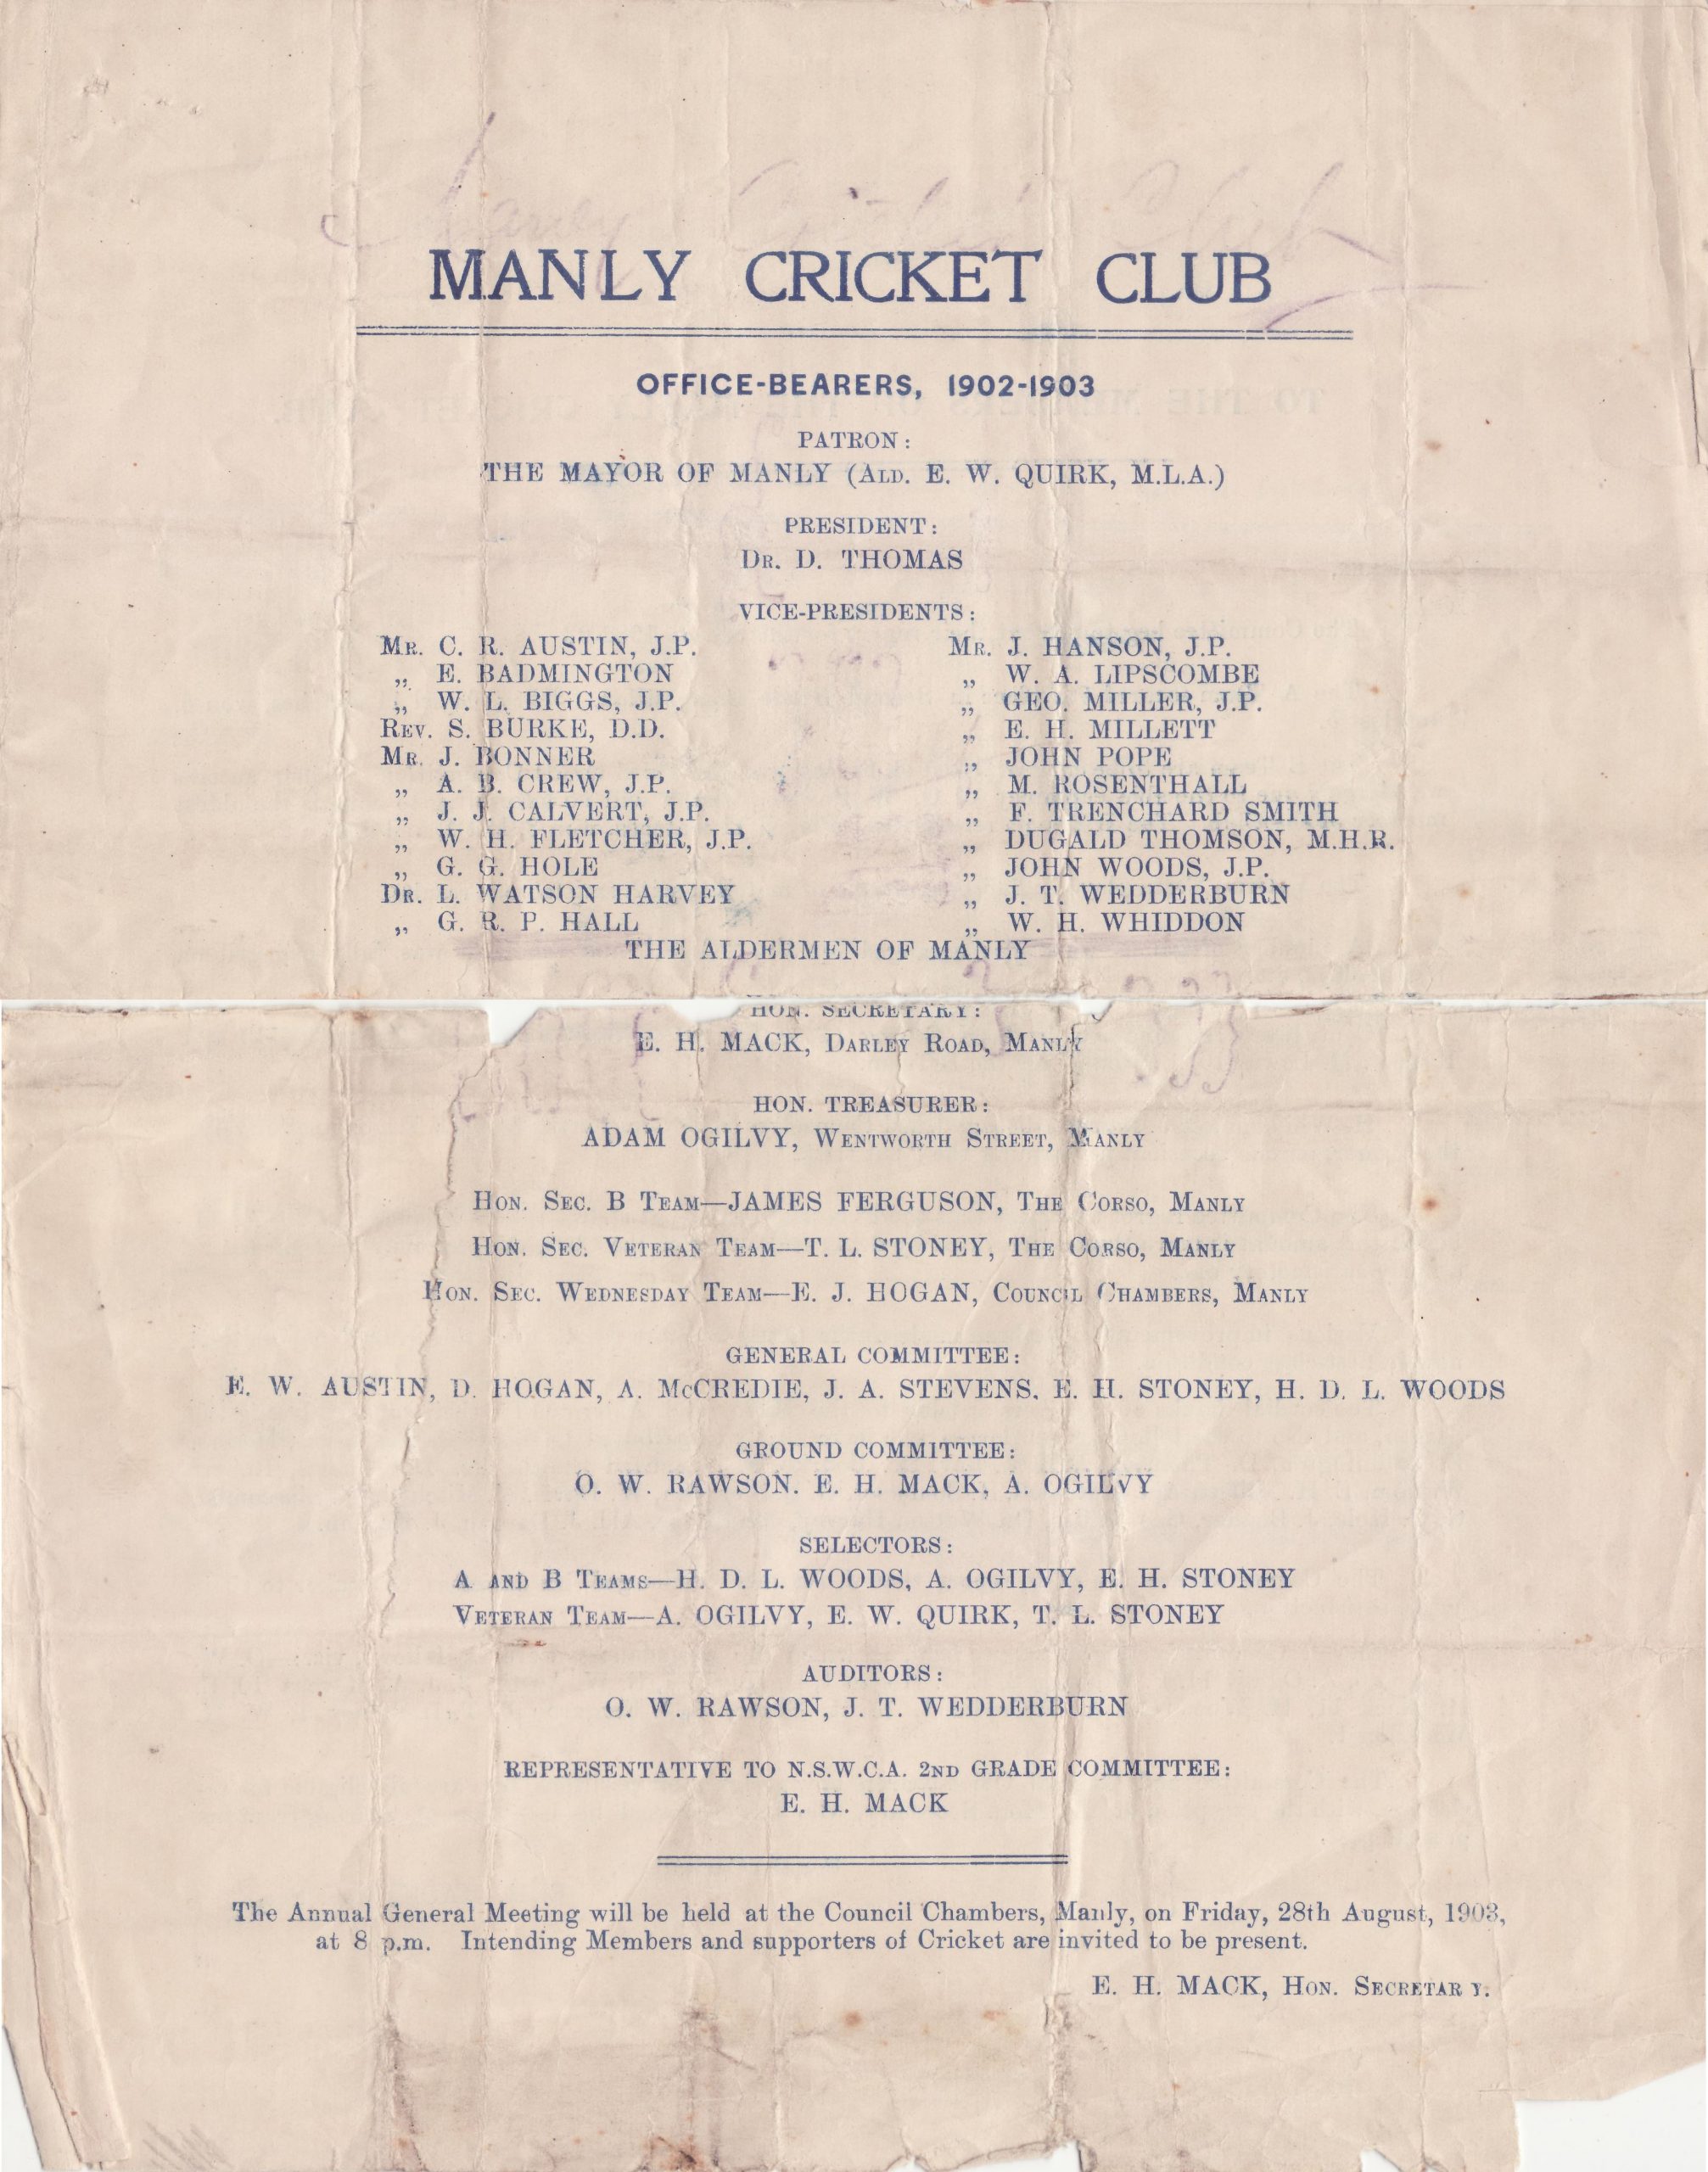 MANLY CRICKET CLUB
OFFICE-BEARERS, 1902-1903
PATRON:
THE MAYOR OF MANLY (ALD. E. W. QUIRK, M.L.A.)
PRESIDENT:
DR. D. THOMAS
VICE-PRESIDENTS:
MR. C. R. AUSTIN, J.P.
„ E. BADMINGTON
„ W. L. BIGGS, J.P.
REV. S. BURKE, D.D.
MR. J. BONNER
„ A. B. CREW, J.P.
„ J. J. CALVERT, J.P.
„ W. H. FLETCHER, J.P.
„ G. G. HOLE
DR. L. WATSON HARVEY
„ G. R. P. HALL
MR. J. HANSON, J.P.
„ W. A. LIPSCOMBE
„ GEO. MILLER, J.P.
„ E. H. MILLETT
„ JOHN POPE
„ M. ROSENTHALL
„ F. TRENCHARD SMITH
„ DUGALD THOMSON, M.H.R.
„ JOHN WOODS, J.P.
„ J. T. WEDDERBURN
„ W. H. WHIDDON
THE ALDERMEN OF MANLY
HON. SECRETARY:
E. H. MACK, DARLEY ROAD, MANLY
HON. TREASURER:
ADAM OGILVY, WENTWORTH STREET, MANLY
HON. SEC. B TEAM—JAMES FERGUSON, THE CORSO, MANLY
HON. SEC. VETERAN TEAM—T. L. STONEY, THE CORSO, MANLY
HON. SEC. WEDNESDAY TEAM—E. J. HOGAN, COUNCIL CHAMBERS, MANLY
GENERAL COMMITTEE:
E. W. AUSTIN, D. HOGAN, A. McCREDIE, J. A. STEVENS. E. H. STONEY, H. D. L. WOODS
GROUND COMMITTEE:
O. W. RAWSON. E. H. MACK, A. OGILVY
SELECTORS:
A AND B TEAMS—H. D. L. WOODS, A. OGILVY, E. H. STONEY
VETERAN TEAM—A. OGILVY, E. W. QUIRK, T. L. STONEY
AUDITORS:
O. W. RAWSON, J. T. WEDDERBURN
REPRESENTATIVE TO N.S.W.C.A. 2ND GRADE COMMITTEE:
E. H. MACK
The Annual General Meeting will be held at the Council Chambers, Manly, on Friday, 28th August, 1903,
at 8 p.m. Intending Members and supporters of Cricket are invited to be present.
E. H. MACK, HON. SECRETARY.